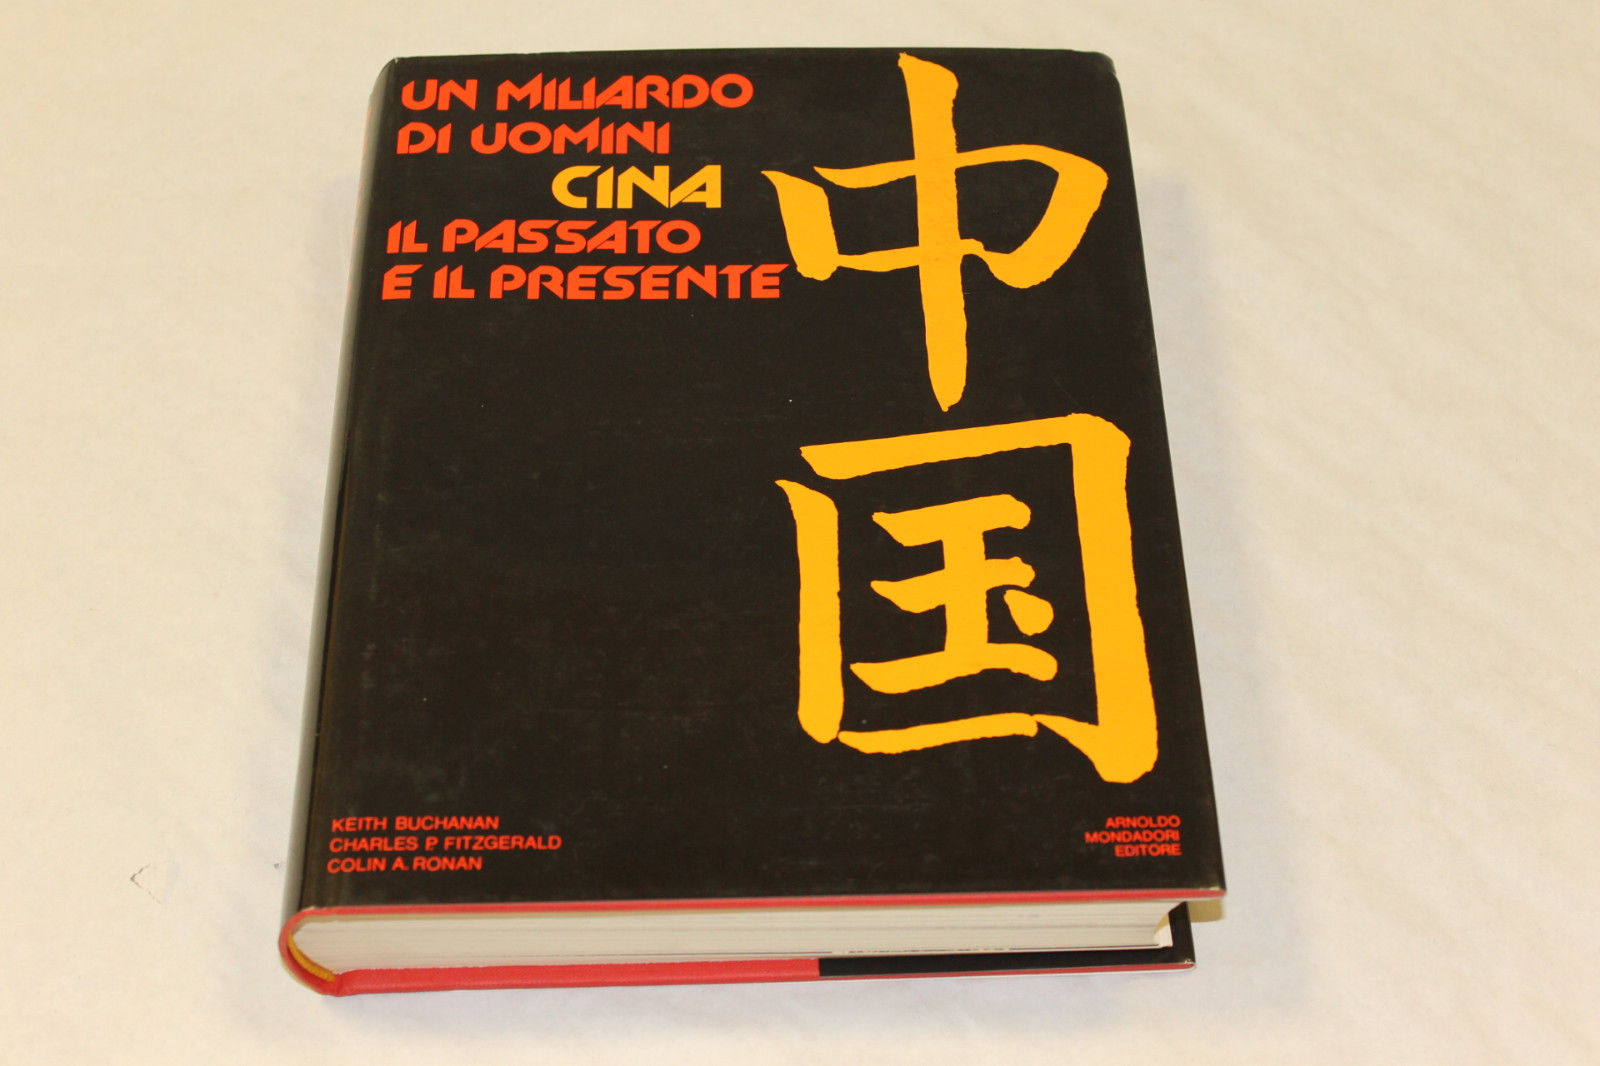 UN MILIARDO
DI UOMINI
CINA
IL PASSATO
E IL PRESENTE
中
国
KEITH BUCHANAN
CHARLES P. FITZGERALD
COLIN A. RONAN
ARNOLDO
MONDADORI
EDITORE